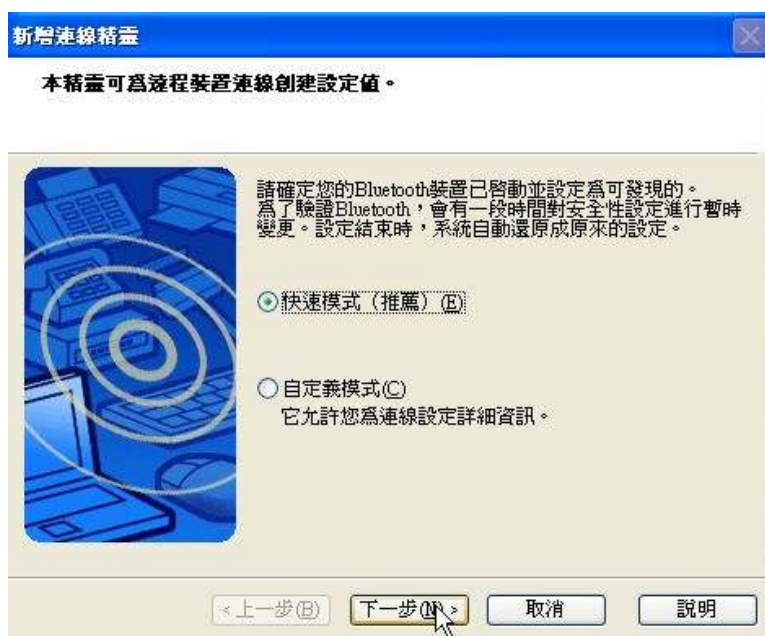 新增連線精靈
本精靈可為遠程裝置連線創建設定值。
請確定您的Bluetooth裝置已啓動並設定為可發現的。
為了驗證Bluetooth，會有一段時間對安全性設定進行暫時
變更。設定結束時，系統自動還原成原來的設定。
快速模式（推薦）(E)
自定義模式(C)
它允許您為連線設定詳細資訊。
<上一步(B) 下一步(N)> 取消 說明